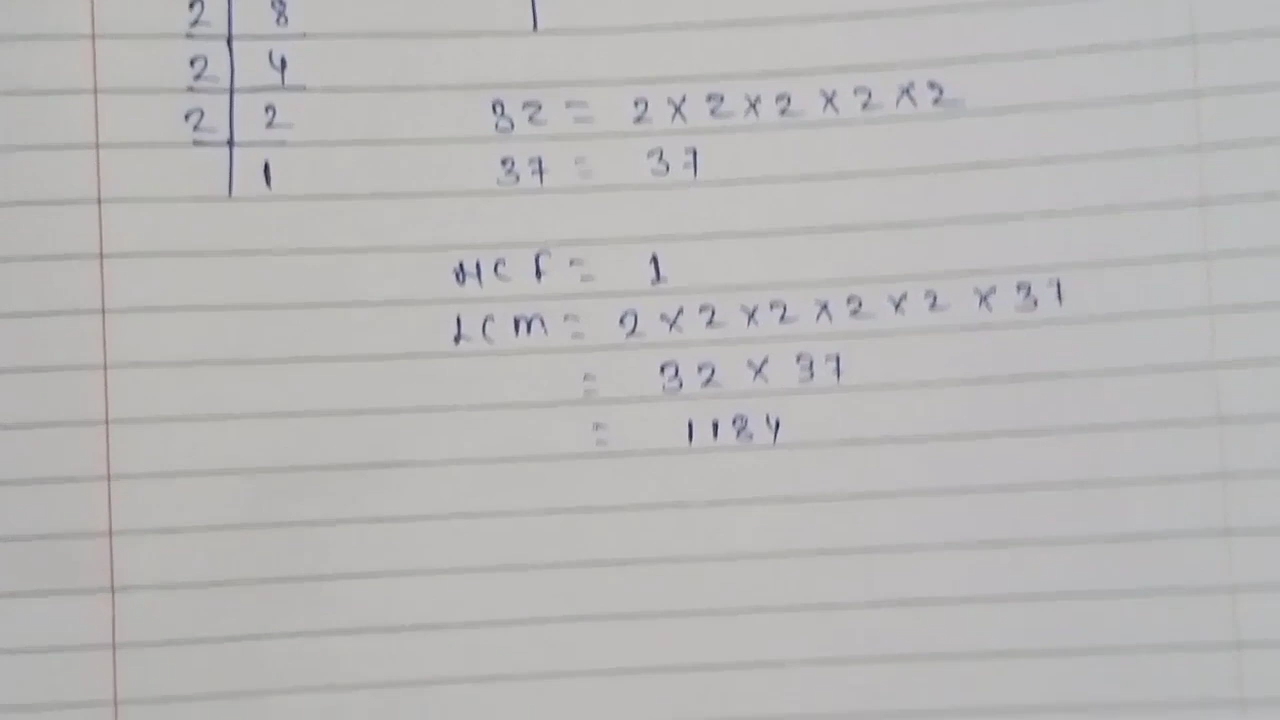 2 | 8
2 | 4
2 | 2
| 1
32 = 2 × 2 × 2 × 2 × 2
37 = 37
HCF = 1
LCM = 2 × 2 × 2 × 2 × 2 × 37
= 32 × 37
= 1184